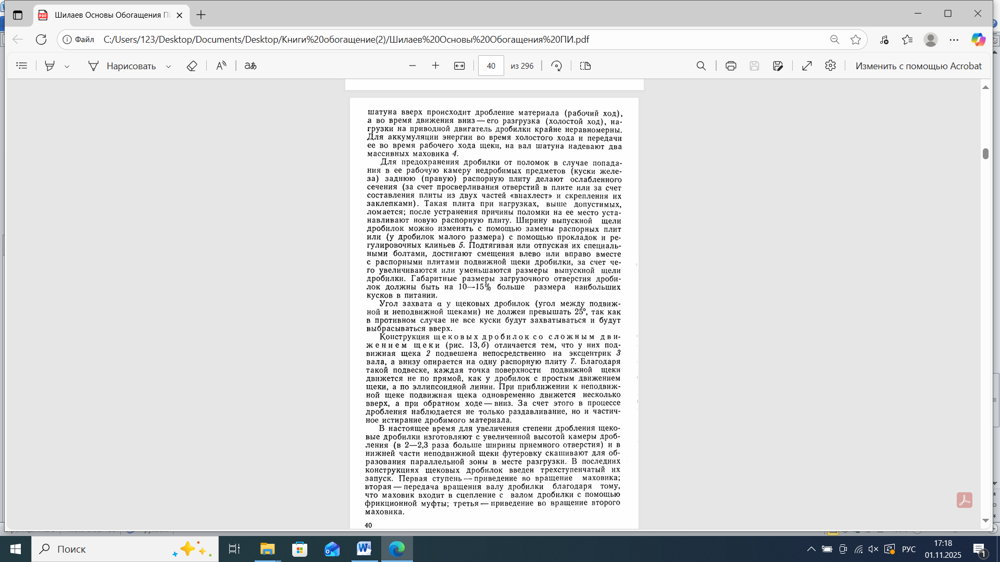 Шилаев Основы Обогащения П
Файл
C:/Users/123/Desktop/Documents/Desktop/Книги%20обогащение(2)/Шилаев%20Основы%20Обогащения%20ПИ.pdf
Нарисовать
40
из 296
Изменить с помощью Acrobat
шатуна вверх происходит дробление материала (рабочий ход),
а во время движения вниз — его разгрузка (холостой ход), на-
грузки на приводной двигатель дробилки крайне неравномерны.
Для аккумуляции энергии во время холостого хода и передачи
ее во время рабочего хода щеки, на вал шатуна надевают два
массивных маховика 4.
Для предохранения дробилки от поломок в случае попада-
ния в ее рабочую камеру недробимых предметов (куски желе-
за) заднюю (правую) распорную плиту делают ослабленного
сечения (за счет просверливания отверстий в плите или за счет
составления плиты из двух частей «внахлест» и скрепления их
заклепками). Такая плита при нагрузках, выше допустимых,
ломается; после устранения причины поломки на ее место уста-
навливают новую распорную плиту. Ширину выпускной щели
дробилок можно изменять с помощью замены распорных плит
или (у дробилок малого размера) с помощью прокладок и ре-
гулировочных клиньев 5. Подтягивая или отпуская их специаль-
ными болтами, достигают смещения влево или вправо вместе
с распорными плитами подвижной щеки дробилки, за счет че-
го увеличиваются или уменьшаются размеры выпускной щели
дробилки. Габаритные размеры загрузочного отверстия дроби-
лок должны быть на 10—15% больше размера наибольших
кусков в питании.
Угол захвата α у щековых дробилок (угол между подвиж-
ной и неподвижной щеками) не должен превышать 25°, так как
в противном случае не все куски будут захватываться и будут
выбрасываться вверх.
Конструкция щековых дробилок со сложным дви-
жением щеки (рис. 13, б) отличается тем, что у них под-
вижная щека 2 подвешена непосредственно на эксцентрик 3
вала, а внизу опирается на одну распорную плиту 7. Благодаря
такой подвеске, каждая точка поверхности подвижной щеки
движется не по прямой, как у дробилок с простым движением
щеки, а по эллипсоидной линии. При приближении к неподвиж-
ной щеке подвижная щека одновременно движется несколько
вверх, а при обратном ходе — вниз. За счет этого в процессе
дробления наблюдается не только раздавливание, но и частич-
ное истирание дробимого материала.
В настоящее время для увеличения степени дробления щеко-
вые дробилки изготовляют с увеличенной высотой камеры дроб-
ления (в 2—2,3 раза больше ширины приемного отверстия) и в
нижней части неподвижной щеки футеровку скашивают для об-
разования параллельной зоны в месте разгрузки. В последних
конструкциях щековых дробилок введен трехступенчатый их
запуск. Первая ступень — приведение во вращение маховика;
вторая — передача вращения валу дробилки благодаря тому,
что маховик входит в сцепление с валом дробилки с помощью
фрикционной муфты; третья — приведение во вращение второго
маховика.
40
Поиск
РУС
17:18
01.11.2025
1